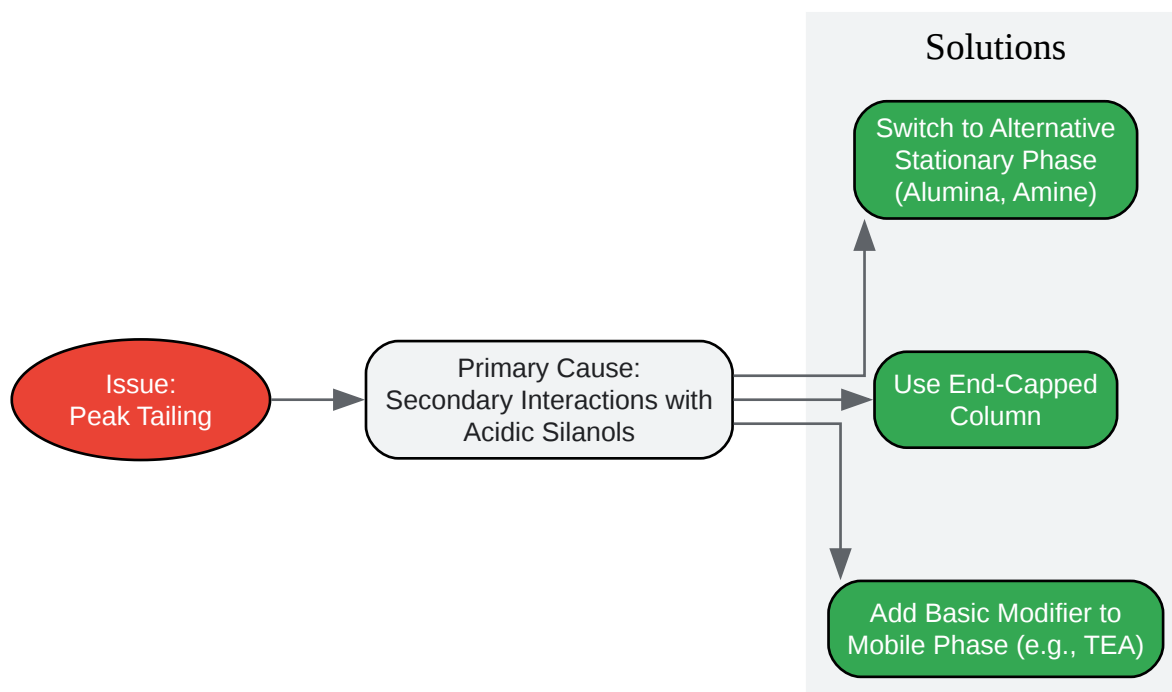 Solutions
Switch to Alternative
Stationary Phase
(Alumina, Amine)
Issue:
Peak Tailing
Primary Cause:
Secondary Interactions with
Acidic Silanols
Use End-Capped
Column
Add Basic Modifier to
Mobile Phase (e.g., TEA)